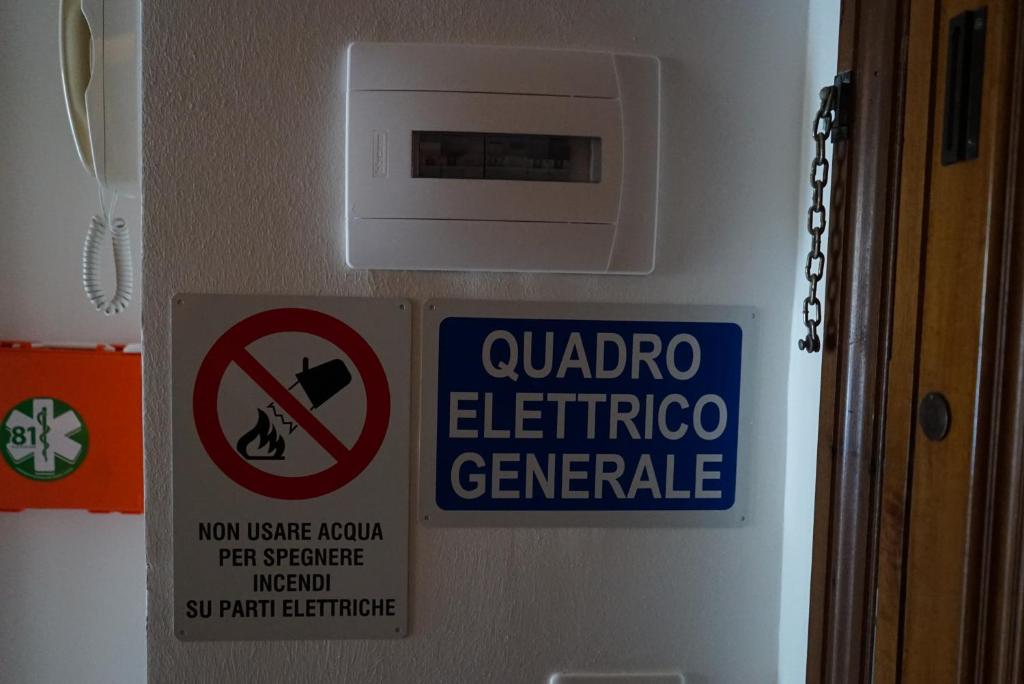 81
NON USARE ACQUA
PER SPEGNERE
INCENDI
SU PARTI ELETTRICHE
QUADRO
ELETTRICO
GENERALE